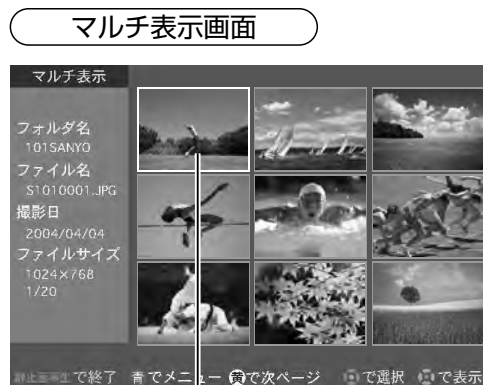 マルチ表示画面
マルチ表示
フォルダ名
101SANYO
ファイル名
S1010001.JPG
撮影日
2004/04/04
ファイルサイズ
1024×768
1/20
で終了 青でメニュー 黄で次ページ で選択 で表示